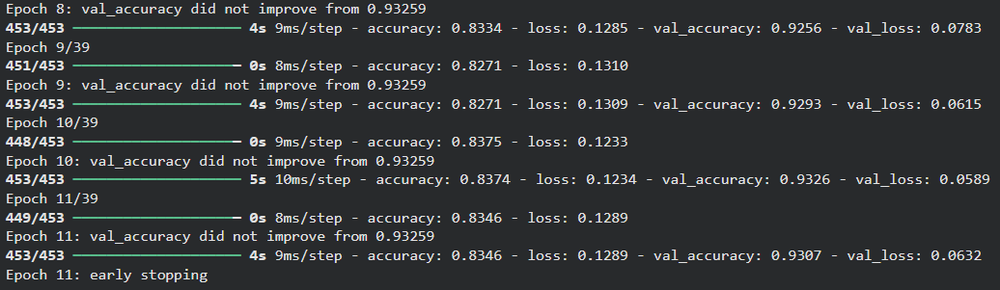 Epoch 8: val_accuracy did not improve from 0.93259
453/453 ━━━━━━━━━━━━━━━━━━━━ 4s 9ms/step - accuracy: 0.8334 - loss: 0.1285 - val_accuracy: 0.9256 - val_loss: 0.0783
Epoch 9/39
451/453 ━━━━━━━━━━━━━━━━━━━━ 0s 8ms/step - accuracy: 0.8271 - loss: 0.1310
Epoch 9: val_accuracy did not improve from 0.93259
453/453 ━━━━━━━━━━━━━━━━━━━━ 4s 9ms/step - accuracy: 0.8271 - loss: 0.1309 - val_accuracy: 0.9293 - val_loss: 0.0615
Epoch 10/39
448/453 ━━━━━━━━━━━━━━━━━━━━ 0s 9ms/step - accuracy: 0.8375 - loss: 0.1233
Epoch 10: val_accuracy did not improve from 0.93259
453/453 ━━━━━━━━━━━━━━━━━━━━ 5s 10ms/step - accuracy: 0.8374 - loss: 0.1234 - val_accuracy: 0.9326 - val_loss: 0.0589
Epoch 11/39
449/453 ━━━━━━━━━━━━━━━━━━━━ 0s 8ms/step - accuracy: 0.8346 - loss: 0.1289
Epoch 11: val_accuracy did not improve from 0.93259
453/453 ━━━━━━━━━━━━━━━━━━━━ 4s 9ms/step - accuracy: 0.8346 - loss: 0.1289 - val_accuracy: 0.9307 - val_loss: 0.0632
Epoch 11: early stopping